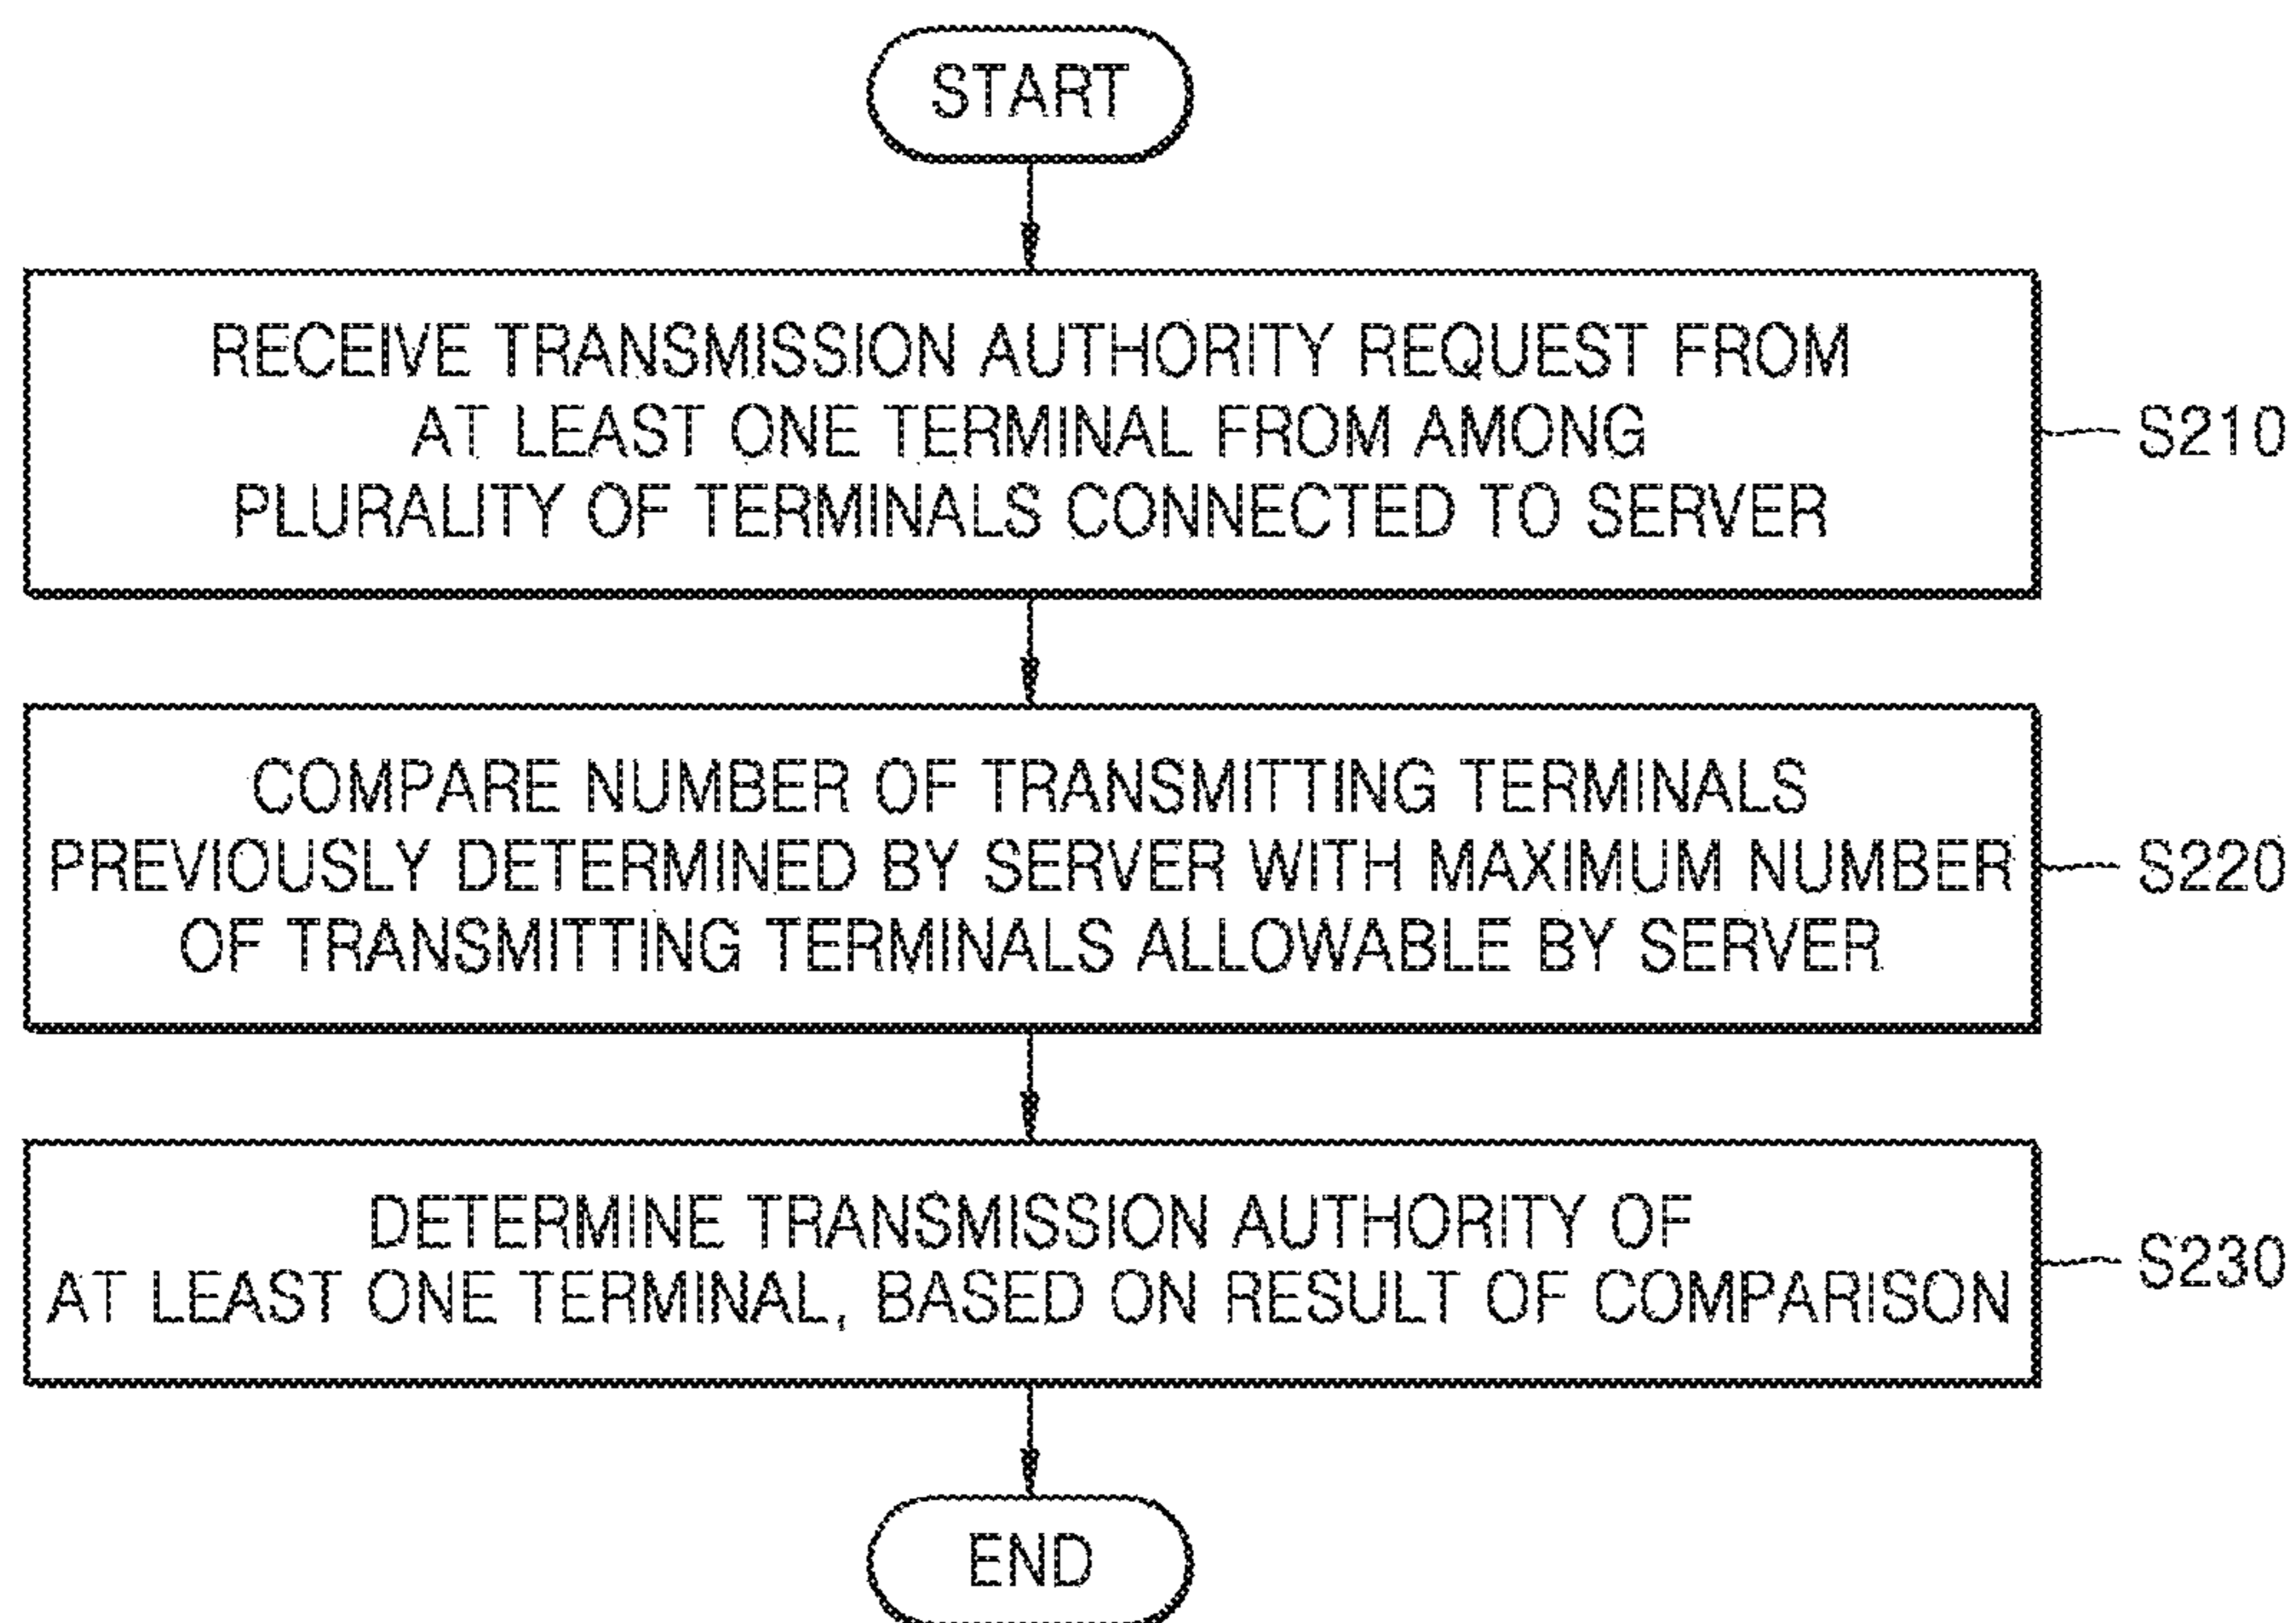 START
RECEIVE TRANSMISSION AUTHORITY REQUEST FROM
AT LEAST ONE TERMINAL FROM AMONG
PLURALITY OF TERMINALS CONNECTED TO SERVER
S210
COMPARE NUMBER OF TRANSMITTING TERMINALS
PREVIOUSLY DETERMINED BY SERVER WITH MAXIMUM NUMBER
OF TRANSMITTING TERMINALS ALLOWABLE BY SERVER
S220
DETERMINE TRANSMISSION AUTHORITY OF
AT LEAST ONE TERMINAL, BASED ON RESULT OF COMPARISON
S230
END